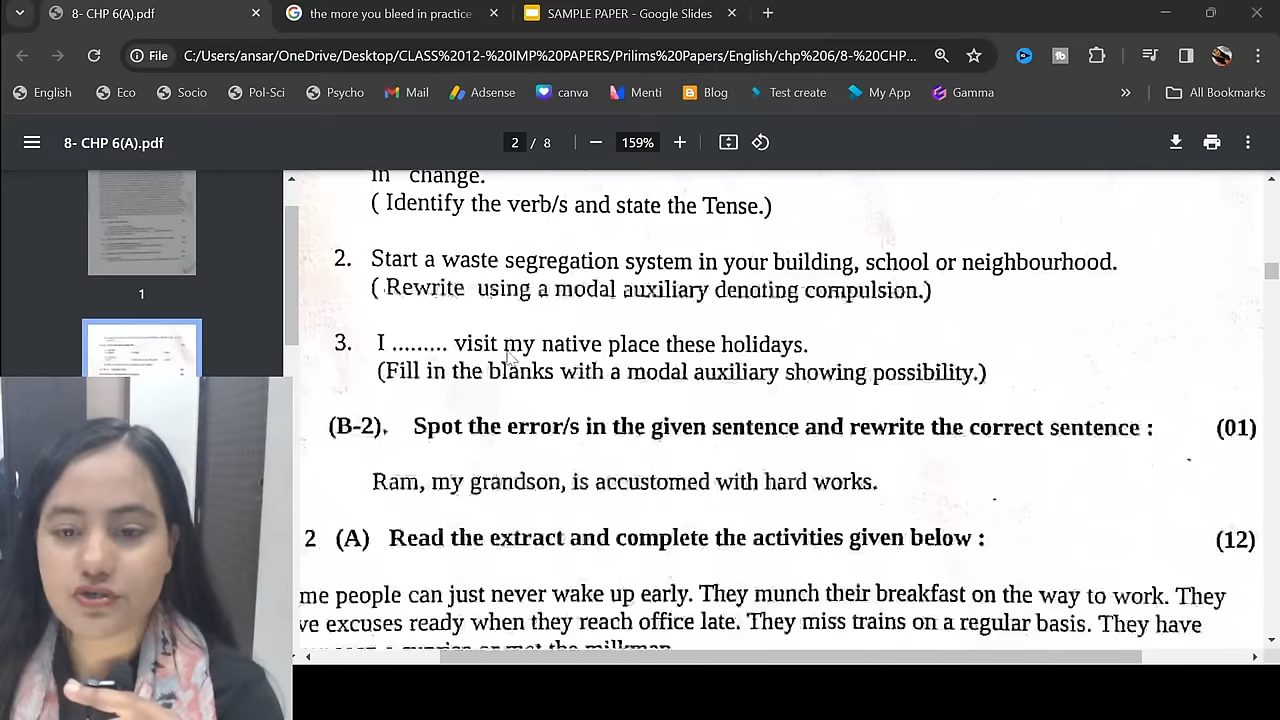 8- CHP 6(A).pdf
the more you bleed in practice
SAMPLE PAPER - Google Slides
File
C:/Users/ansar/OneDrive/Desktop/CLASS%2012-%20IMP%20PAPERS/Prilims%20Papers/English/chp%206/8-%20CHP...
English
Eco
Socio
Pol-Sci
Psycho
Mail
Adsense
canva
Menti
Blog
Test create
My App
Gamma
All Bookmarks
8- CHP 6(A).pdf
2 / 8
159%
in change.
( Identify the verb/s and state the Tense.)
2. Start a waste segregation system in your building, school or neighbourhood.
( Rewrite using a modal auxiliary denoting compulsion.)
1
3. I ......... visit my native place these holidays.
(Fill in the blanks with a modal auxiliary showing possibility.)
(B-2). Spot the error/s in the given sentence and rewrite the correct sentence : (01)
Ram, my grandson, is accustomed with hard works.
2 (A) Read the extract and complete the activities given below : (12)
me people can just never wake up early. They munch their breakfast on the way to work. They
ve excuses ready when they reach office late. They miss trains on a regular basis. They have